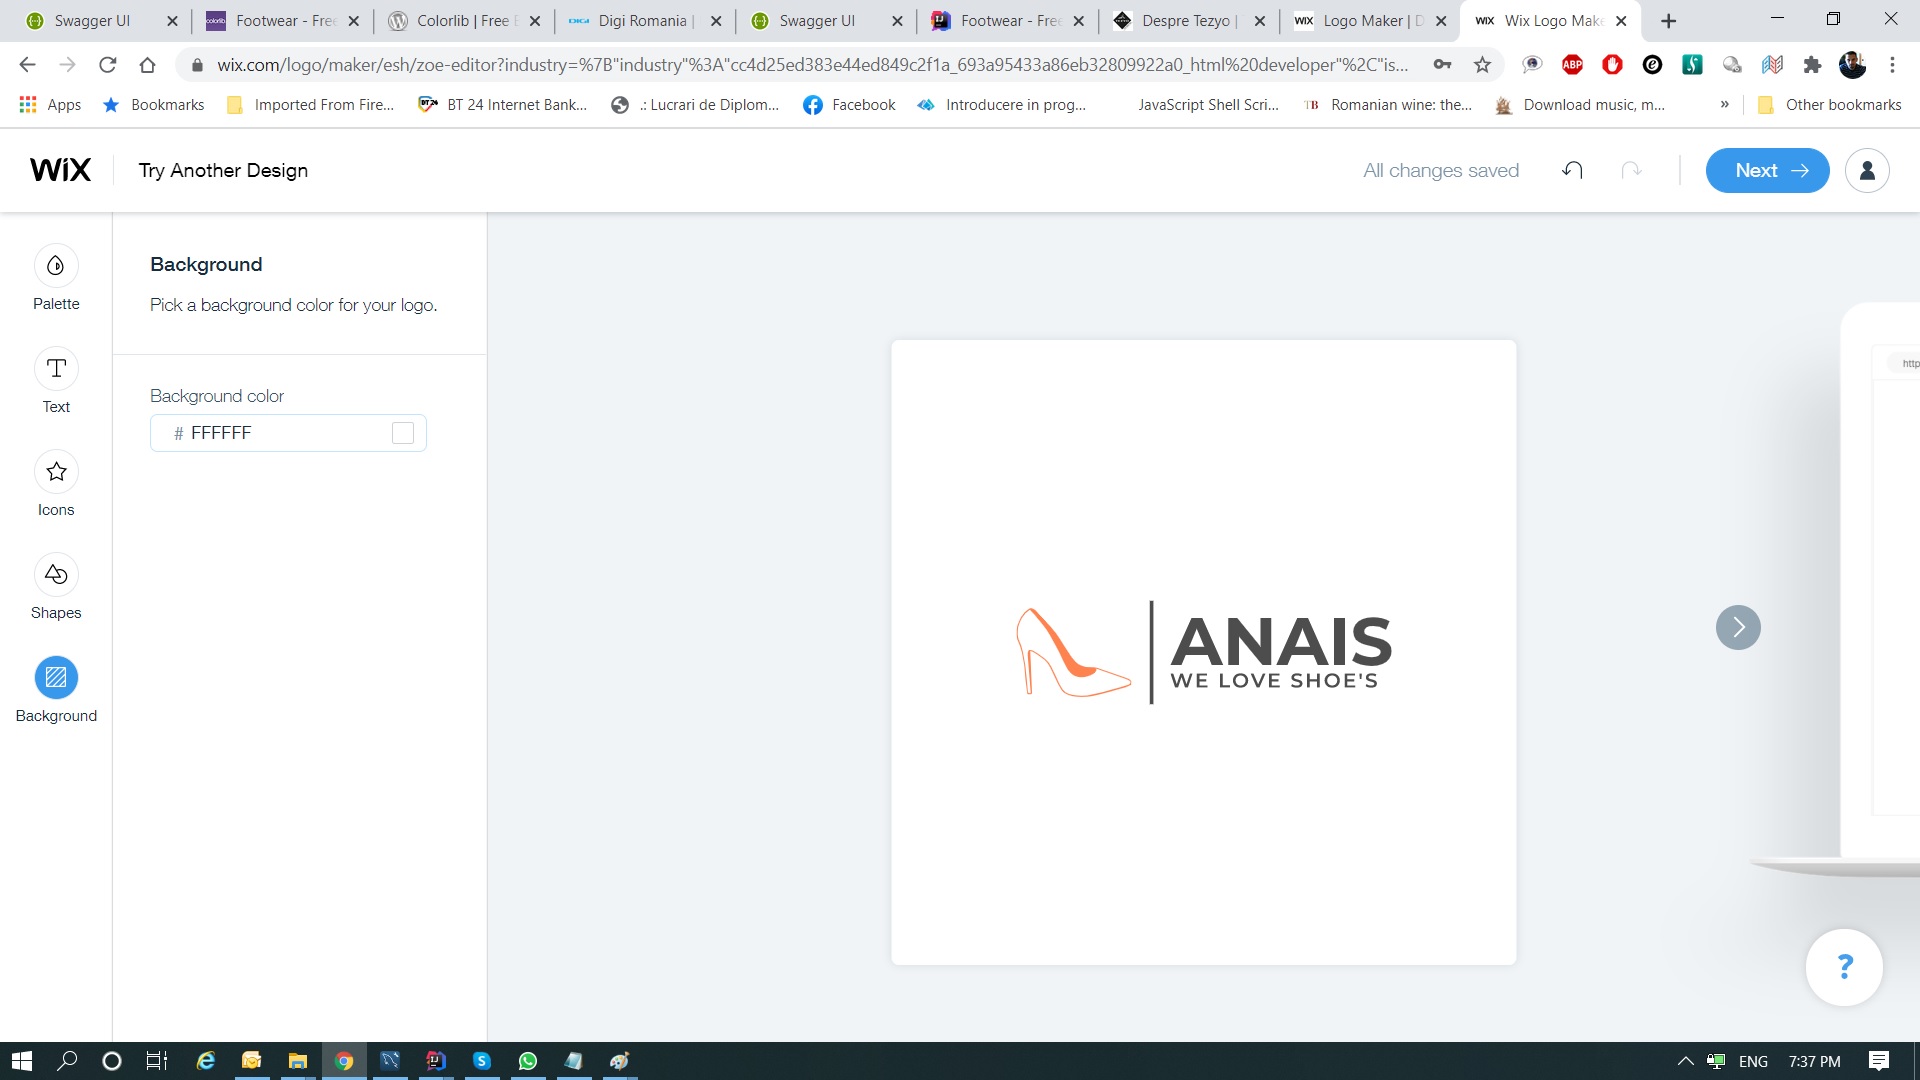 Swagger UI
Footwear - Free
Colorlib | Free E
Digi Romania |
Swagger UI
Footwear - Free
Despre Tezyo |
WiX Logo Maker | D
WiX Wix Logo Make
wix.com/logo/maker/esh/zoe-editor?industry=%7B"industry"%3A"cc4d25ed383e44ed849c2f1a_693a95433a86eb32809922a0_html%20developer"%2C"is...
ABP
Apps
Bookmarks
Imported From Fire...
BT 24 Internet Bank...
.: Lucrari de Diplom...
Facebook
Introducere in prog...
JavaScript Shell Scri...
TB Romanian wine: the...
Download music, m...
»
Other bookmarks
WiX
Try Another Design
All changes saved
Next
Palette
Text
Icons
Shapes
Background
Background
Pick a background color for your logo.
Background color
# FFFFFF
ANAIS
WE LOVE SHOE'S
http
?
ENG
7:37 PM